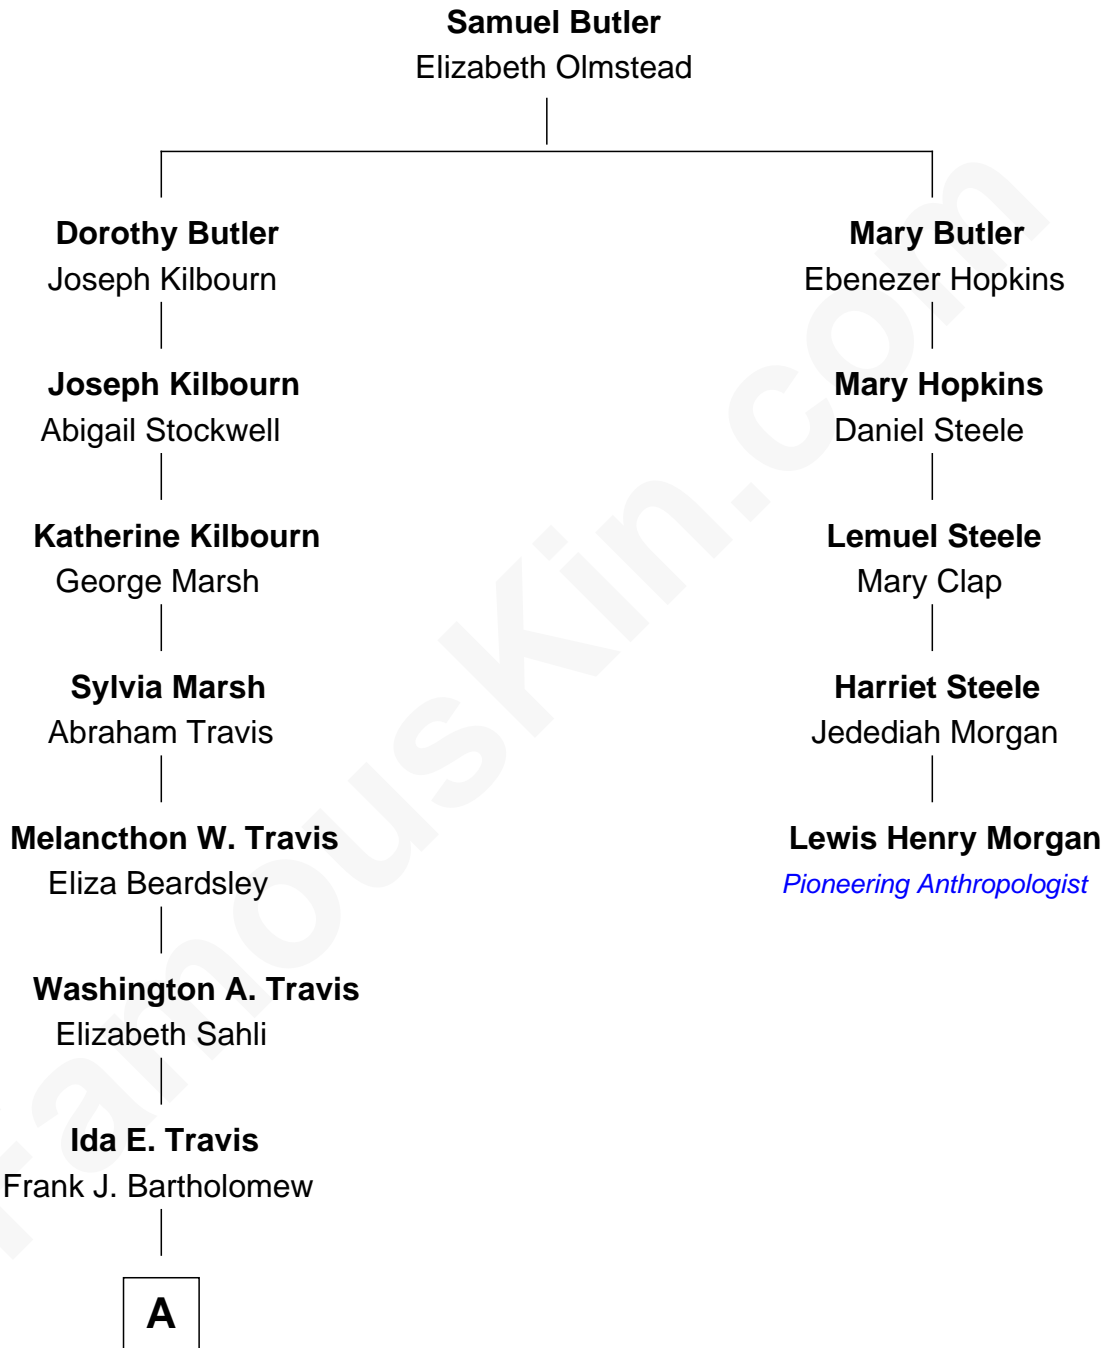 Samuel Butler
Elizabeth Olmstead
Dorothy Butler
Joseph Kilbourn
Mary Butler
Ebenezer Hopkins
Joseph Kilbourn
Abigail Stockwell
Mary Hopkins
Daniel Steele
Katherine Kilbourn
George Marsh
Lemuel Steele
Mary Clap
Sylvia Marsh
Abraham Travis
Harriet Steele
Jedediah Morgan
Melancthon W. Travis
Eliza Beardsley
Lewis Henry Morgan
Pioneering Anthropologist
Washington A. Travis
Elizabeth Sahli
Ida E. Travis
Frank J. Bartholomew
A
FamousKin.com